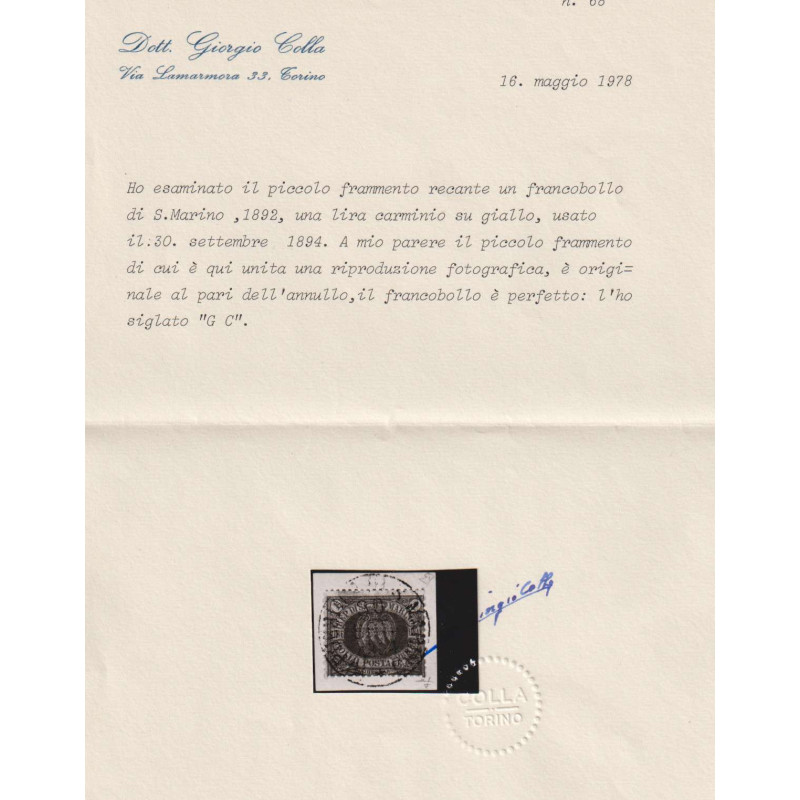 n. 68
Dott. Giorgio Colla
Via Lamarmora 33, Torino
16. maggio 1978
Ho esaminato il piccolo frammento recante un francobollo
di S.Marino ,1892, una lira carminio su giallo, usato
il.30. settembre 1894. A mio parere il piccolo frammento
di cui è qui unita una riproduzione fotografica, è origi=
nale al pari dell'annullo,il francobollo è perfetto: l'ho
siglato "G C".
COLLA
TORINO